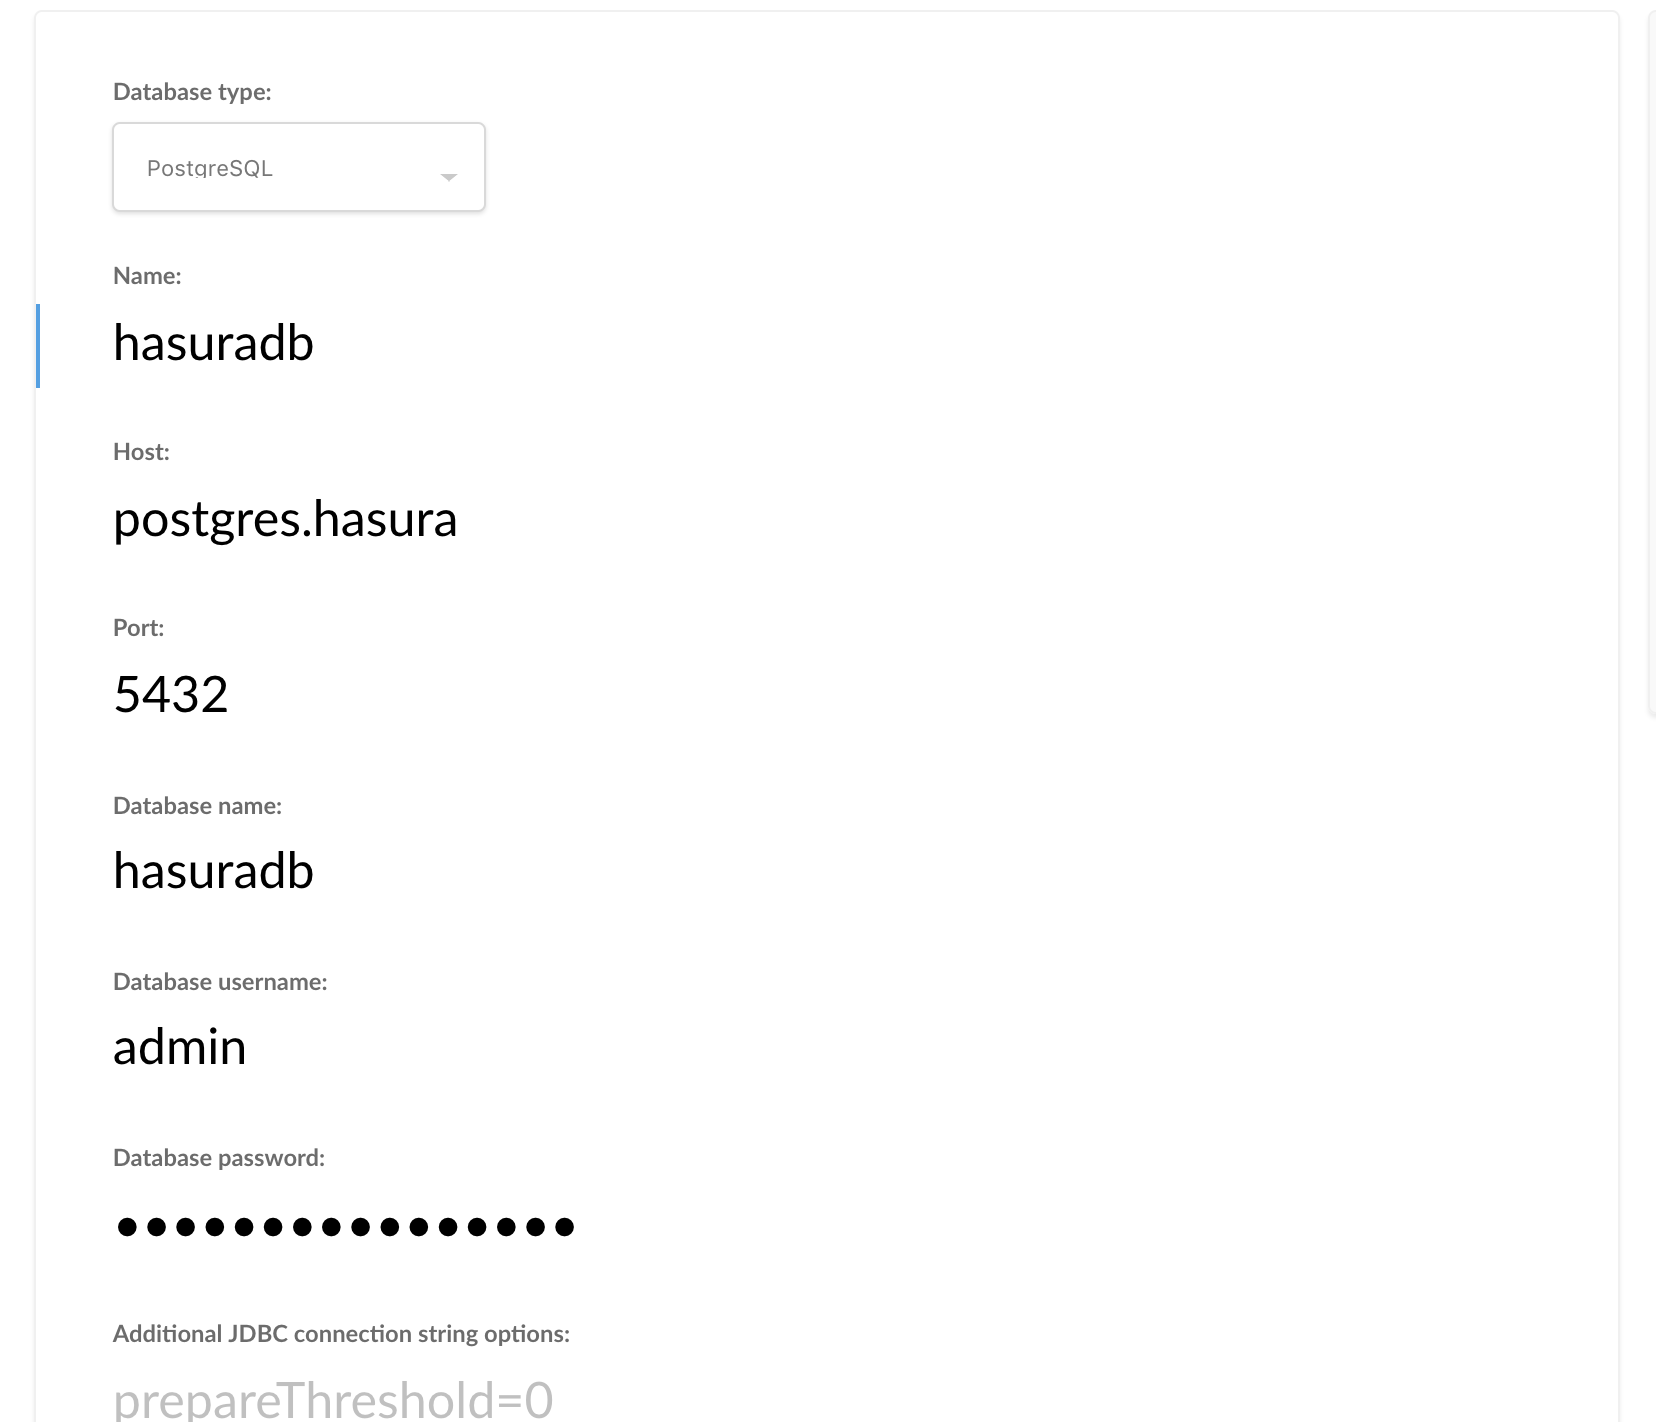 Database type:
PostgreSQL
Name:
hasuradb
Host:
postgres.hasura
Port:
5432
Database name:
hasuradb
Database username:
admin
Database password:
••••••••••••••••
Additional JDBC connection string options:
prepareThreshold=0